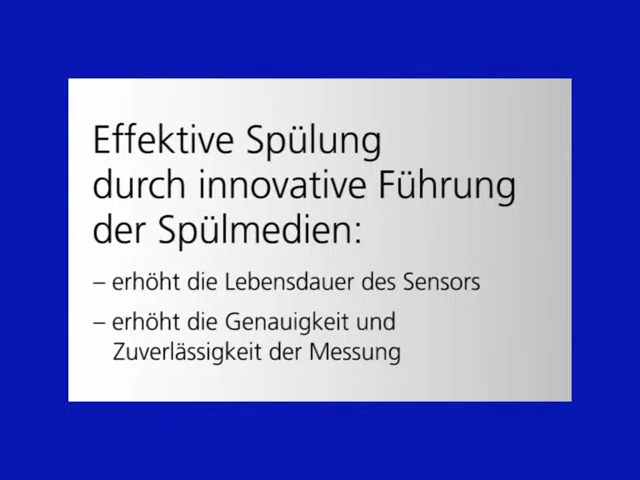 Effektive Spülung
durch innovative Führung
der Spülmedien:
– erhöht die Lebensdauer des Sensors
– erhöht die Genauigkeit und
Zuverlässigkeit der Messung